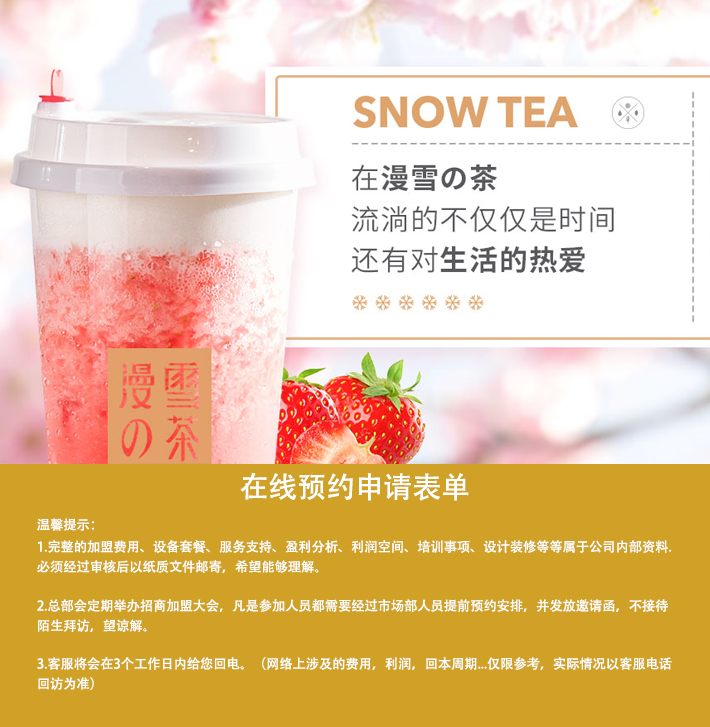 SNOW TEA
在漫雪の茶
流淌的不仅仅是时间
还有对生活的热爱
漫雪
の茶
在线预约申请表单
温馨提示：
1.完整的加盟费用、设备套餐、服务支持、盈利分析、利润空间、培训事项、设计装修等等属于公司内部资料.
必须经过审核后以纸质文件邮寄，希望能够理解。
2.总部会定期举办招商加盟大会，凡是参加人员都需要经过市场部人员提前预约安排，并发放邀请函，不接待
陌生拜访，望谅解。
3.客服将会在3个工作日内给您回电。（网络上涉及的费用，利润，回本周期...仅限参考，实际情况以客服电话
回访为准）